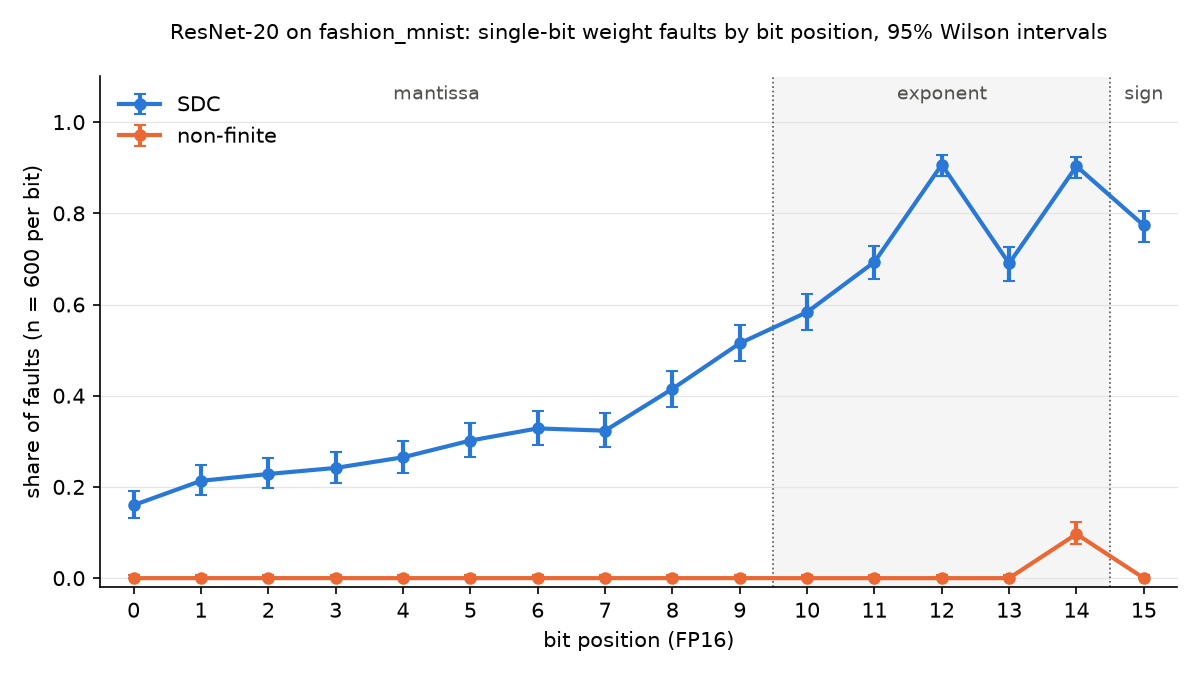 ResNet-20 on fashion_mnist: single-bit weight faults by bit position, 95% Wilson intervals
SDC
non-finite
mantissa
exponent
sign
share of faults (n = 600 per bit)
1.0
0.8
0.6
0.4
0.2
0.0
0 1 2 3 4 5 6 7 8 9 10 11 12 13 14 15
bit position (FP16)